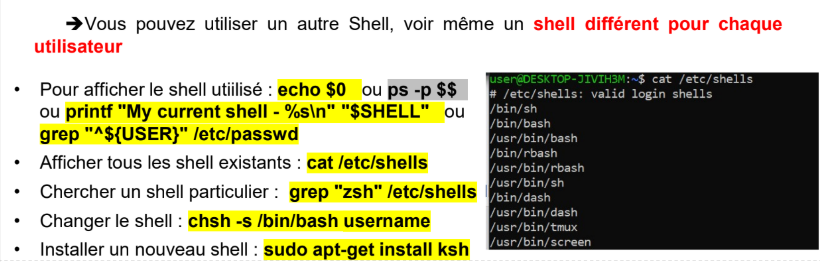 ➔Vous pouvez utiliser un autre Shell, voir même un shell différent pour chaque
utilisateur
• Pour afficher le shell utiilsé : echo $0 ou ps -p $$
ou printf "My current shell - %s\n" "$SHELL" ou
grep "^${USER}" /etc/passwd
• Afficher tous les shell existants : cat /etc/shells
• Chercher un shell particulier : grep "zsh" /etc/shells
• Changer le shell : chsh -s /bin/bash username
• Installer un nouveau shell : sudo apt-get install ksh
user@DESKTOP-JIVIH3M:~$ cat /etc/shells
# /etc/shells: valid login shells
/bin/sh
/bin/bash
/usr/bin/bash
/bin/rbash
/usr/bin/rbash
/usr/bin/sh
/bin/dash
/usr/bin/dash
/usr/bin/tmux
/usr/bin/screen